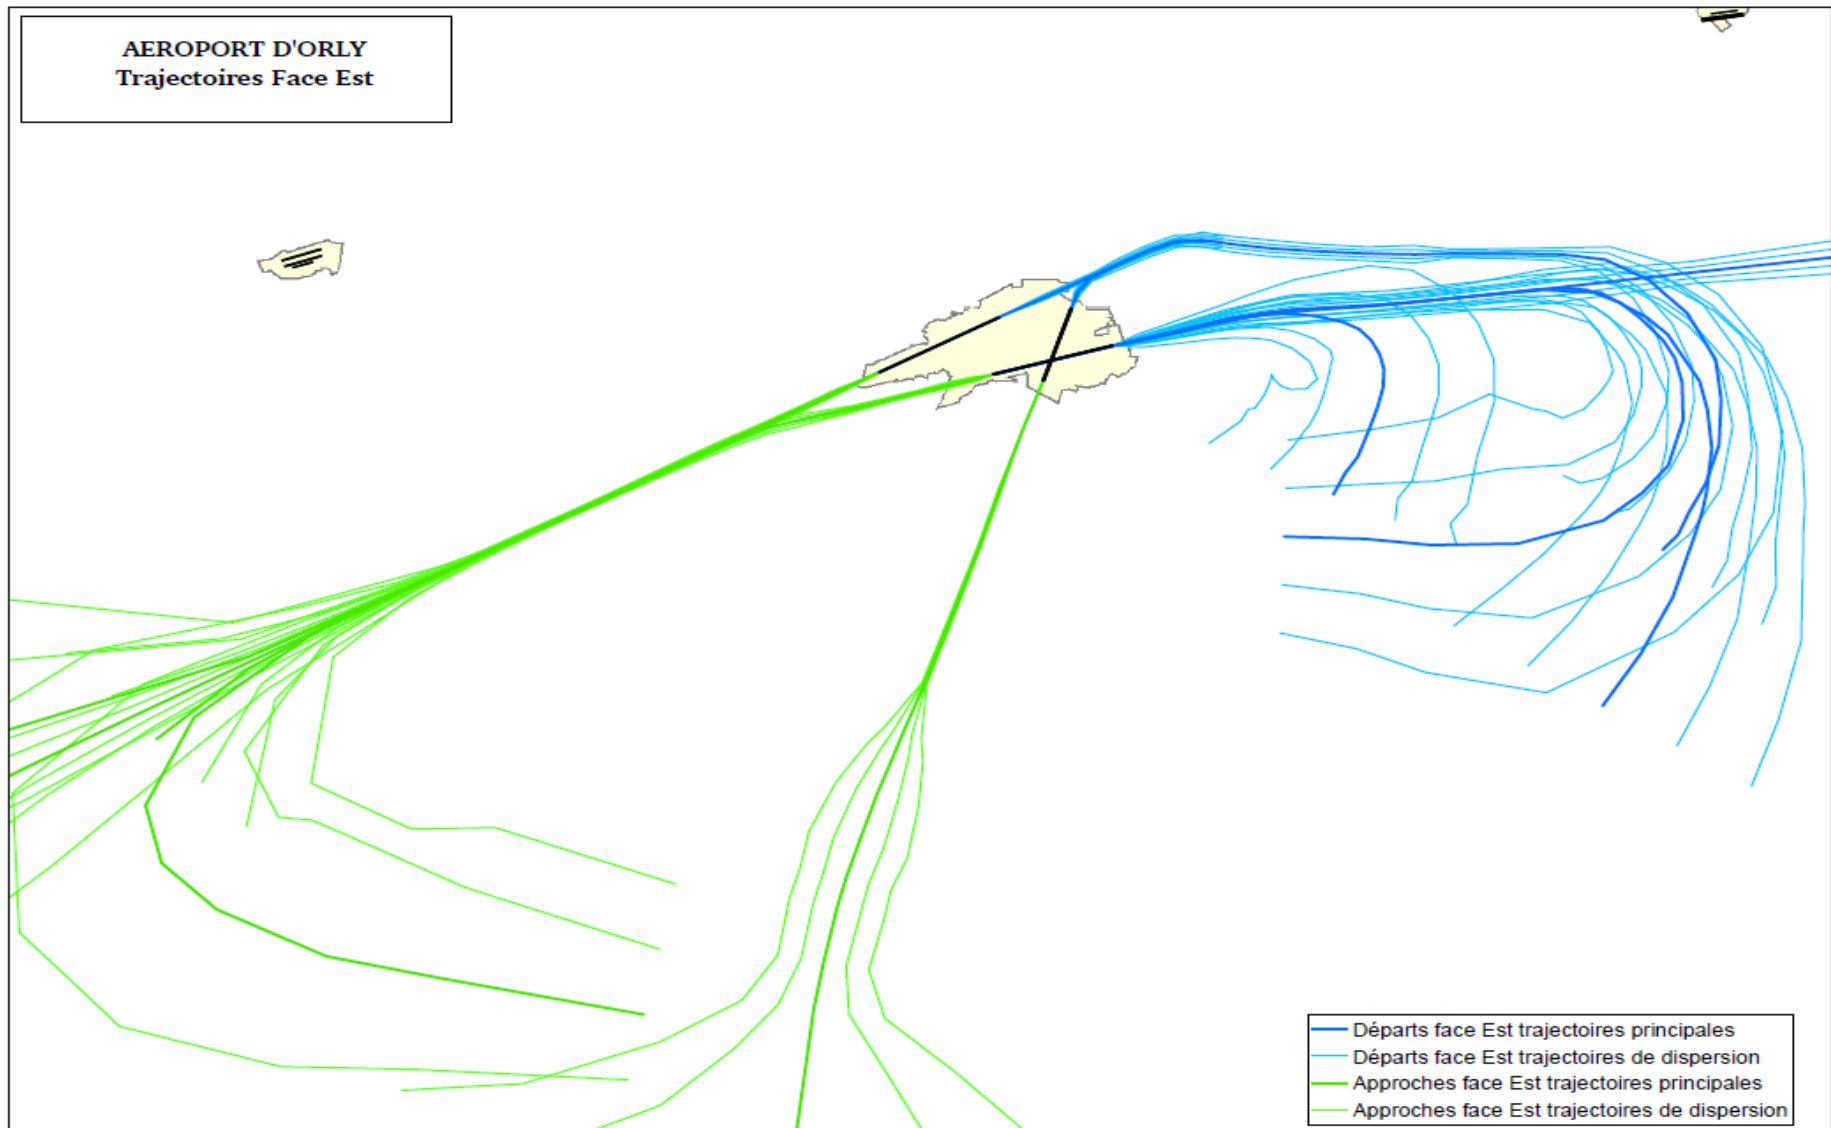 AEROPORT D'ORLY
Trajectoires Face Est
Départs face Est trajectoires principales
Départs face Est trajectoires de dispersion
Approches face Est trajectoires principales
Approches face Est trajectoires de dispersion